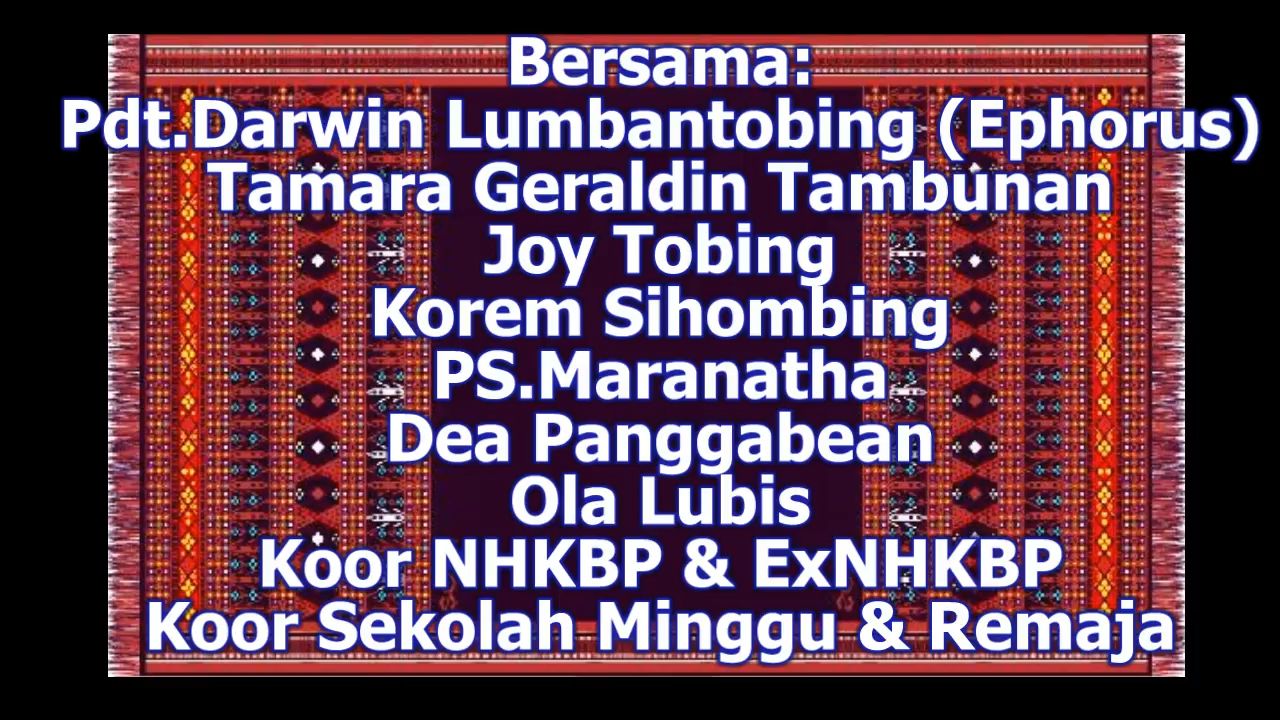 Bersama:
Pdt.Darwin Lumbantobing (Ephorus)
Tamara Geraldin Tambunan
Joy Tobing
Korem Sihombing
PS.Maranatha
Dea Panggabean
Ola Lubis
Koor NHKBP & ExNHKBP
Koor Sekolah Minggu & Remaja